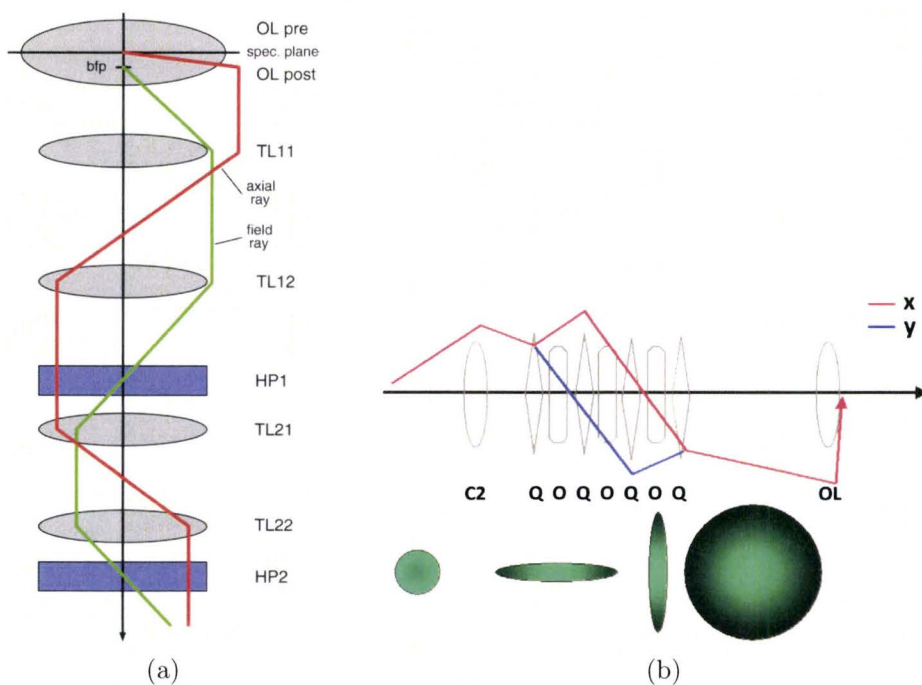 OL pre
spec. plane
bfp
OL post
TL11
axial
ray
field
ray
TL12
HP1
TL21
TL22
HP2
(a)
x
y
C2 Q O Q O Q O Q OL
(b)